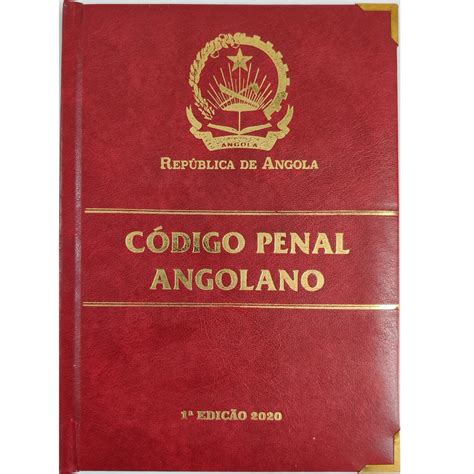 ANGOLA
REPÚBLICA DE ANGOLA
CÓDIGO PENAL
ANGOLANO
1ª EDIÇÃO 2020